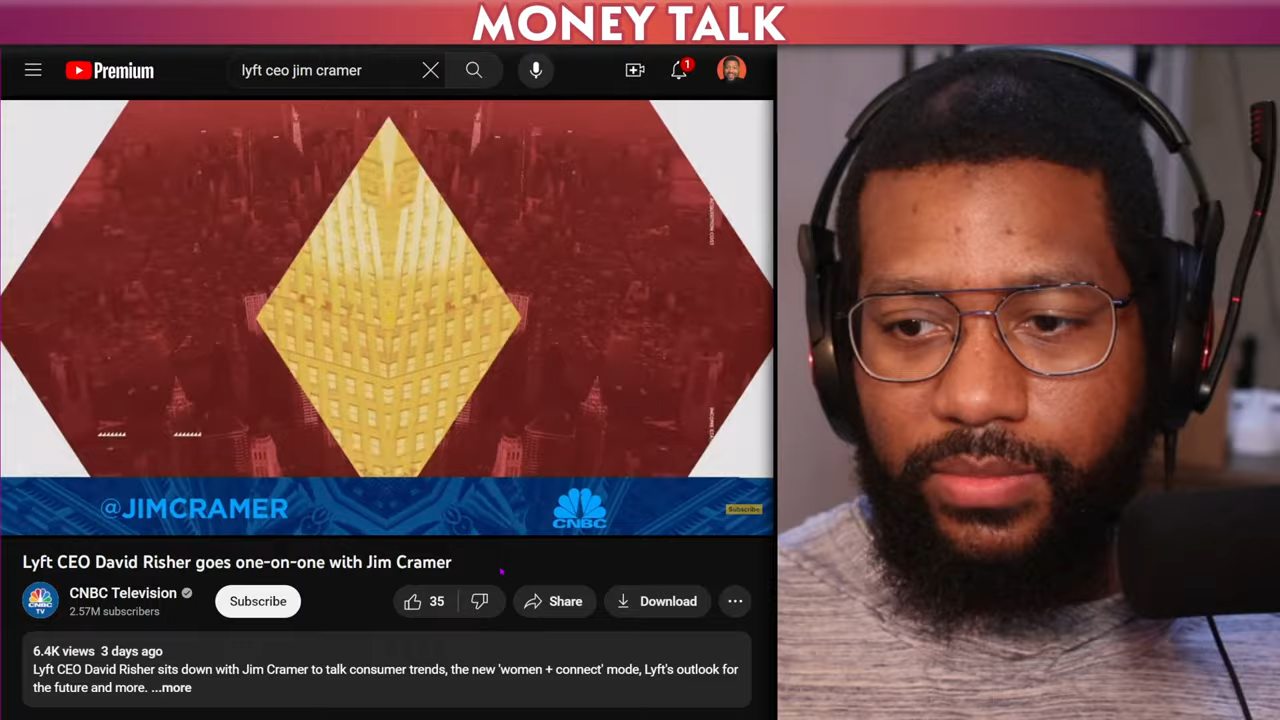 MONEY TALK
Premium
lyft ceo jim cramer
1
@JIMCRAMER
CNBC
Subscribe
Lyft CEO David Risher goes one-on-one with Jim Cramer
CNBC TV
CNBC Television
2.57M subscribers
Subscribe
35
Share
Download
6.4K views 3 days ago
Lyft CEO David Risher sits down with Jim Cramer to talk consumer trends, the new 'women + connect' mode, Lyft's outlook for
the future and more. ...more